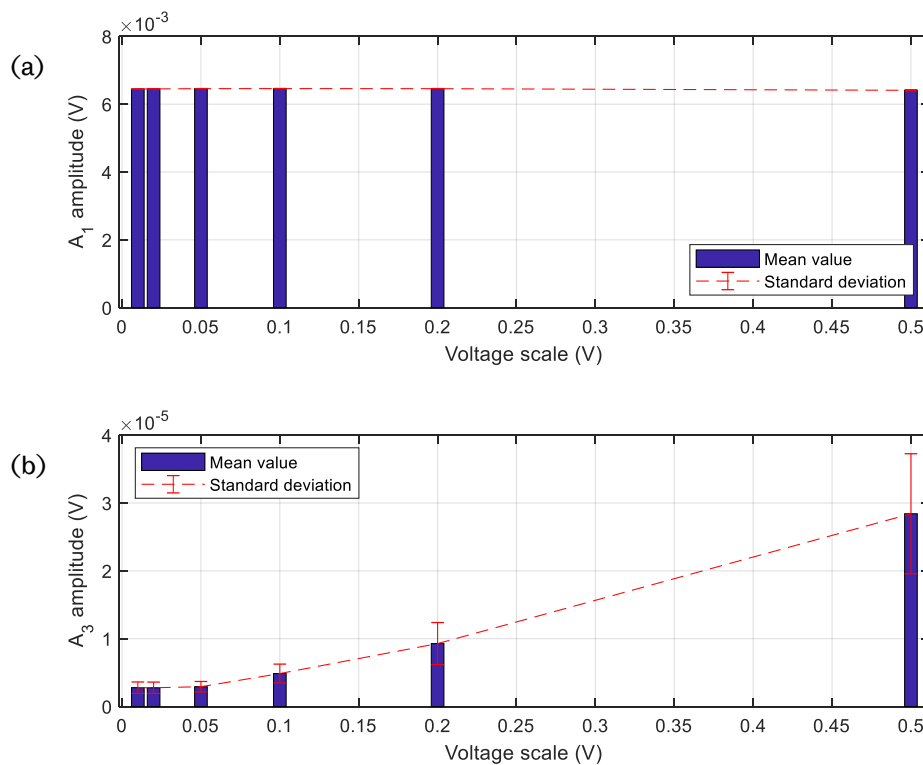 (a)
×10-3
8
6
4
2
0
A1 amplitude (V)
Mean value
Standard deviation
0 0.05 0.1 0.15 0.2 0.25 0.3 0.35 0.4 0.45 0.5
Voltage scale (V)
(b)
×10-5
4
3
2
1
0
A3 amplitude (V)
Mean value
Standard deviation
0 0.05 0.1 0.15 0.2 0.25 0.3 0.35 0.4 0.45 0.5
Voltage scale (V)